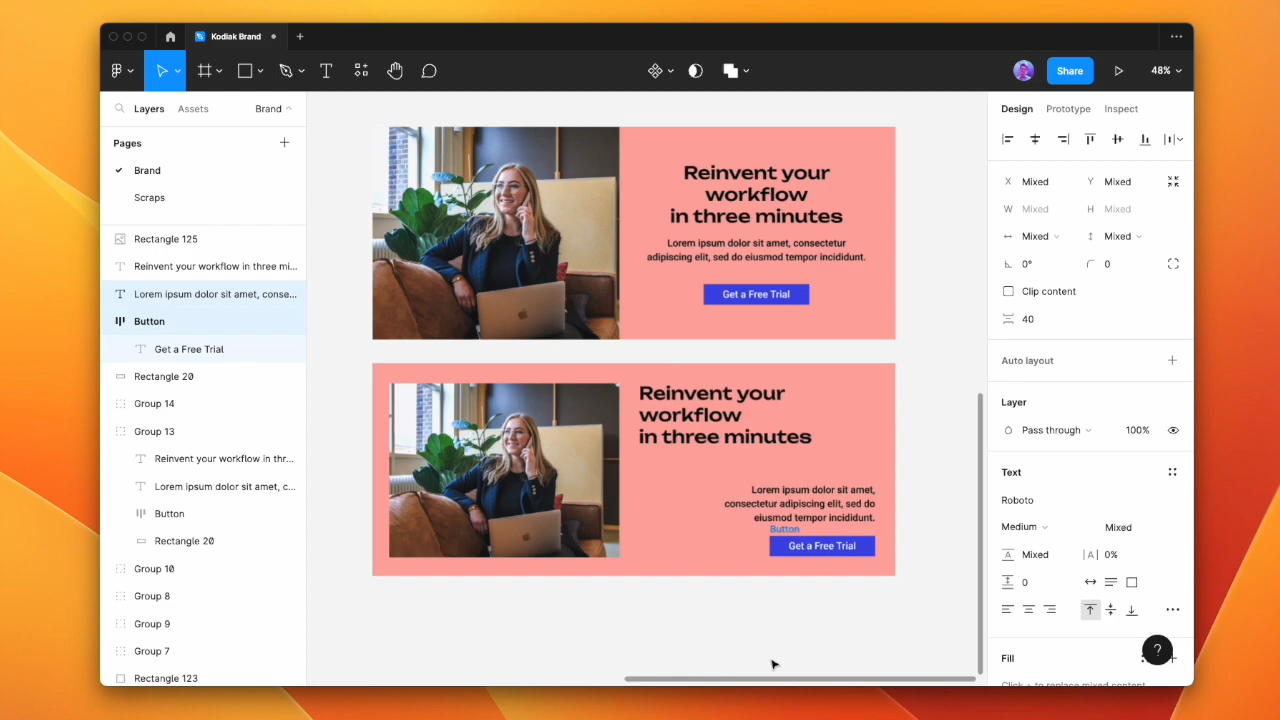 Kodiak Brand
Share
48%
Layers
Assets
Brand
Pages
Brand
Scraps
Rectangle 125
Reinvent your workflow in three mi...
Lorem ipsum dolor sit amet, conse...
Button
Get a Free Trial
Rectangle 20
Group 14
Group 13
Reinvent your workflow in thr...
Lorem ipsum dolor sit amet, c...
Button
Rectangle 20
Group 10
Group 8
Group 9
Group 7
Rectangle 123
Reinvent your
workflow
in three minutes
Lorem ipsum dolor sit amet, consectetur
adipiscing elit, sed do eiusmod tempor incididunt.
Get a Free Trial
Reinvent your
workflow
in three minutes
Lorem ipsum dolor sit amet,
consectetur adipiscing elit, sed do
eiusmod tempor incididunt.
Button
Get a Free Trial
Design
Prototype
Inspect
X Mixed
Y Mixed
W Mixed
H Mixed
Mixed
Mixed
0°
0
Clip content
40
Auto layout
Layer
Pass through
100%
Text
Roboto
Medium
Mixed
Mixed
0%
0
Fill
?
Click + to replace mixed content